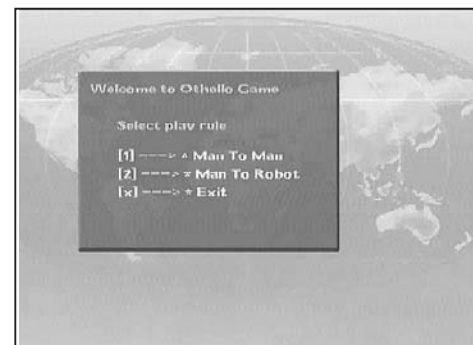 Welcome to Othello Game
Select play rule
[1] ---> * Man To Man
[2] ---> * Man To Robot
[x] ---> * Exit